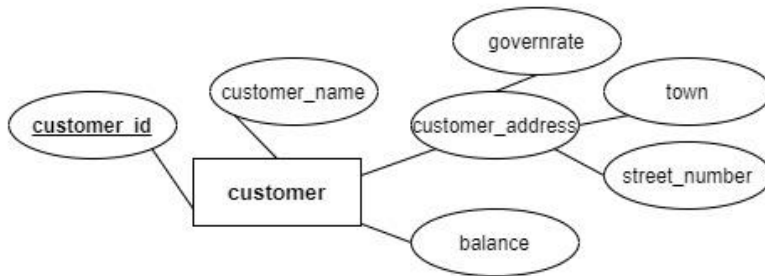 governrate
customer_name
town
customer_id
customer_address
street_number
customer
balance